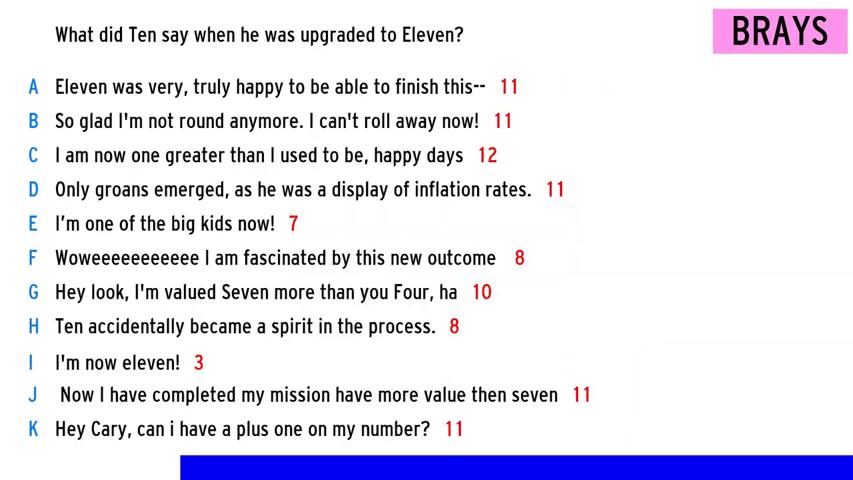 What did Ten say when he was upgraded to Eleven?
BRAYS
A Eleven was very, truly happy to be able to finish this-- 11
B So glad I'm not round anymore. I can't roll away now! 11
C I am now one greater than I used to be, happy days 12
D Only groans emerged, as he was a display of inflation rates. 11
E I’m one of the big kids now! 7
F Woweeeeeeeeeee I am fascinated by this new outcome 8
G Hey look, I'm valued Seven more than you Four, ha 10
H Ten accidentally became a spirit in the process. 8
I I'm now eleven! 3
J Now I have completed my mission have more value then seven 11
K Hey Cary, can i have a plus one on my number? 11